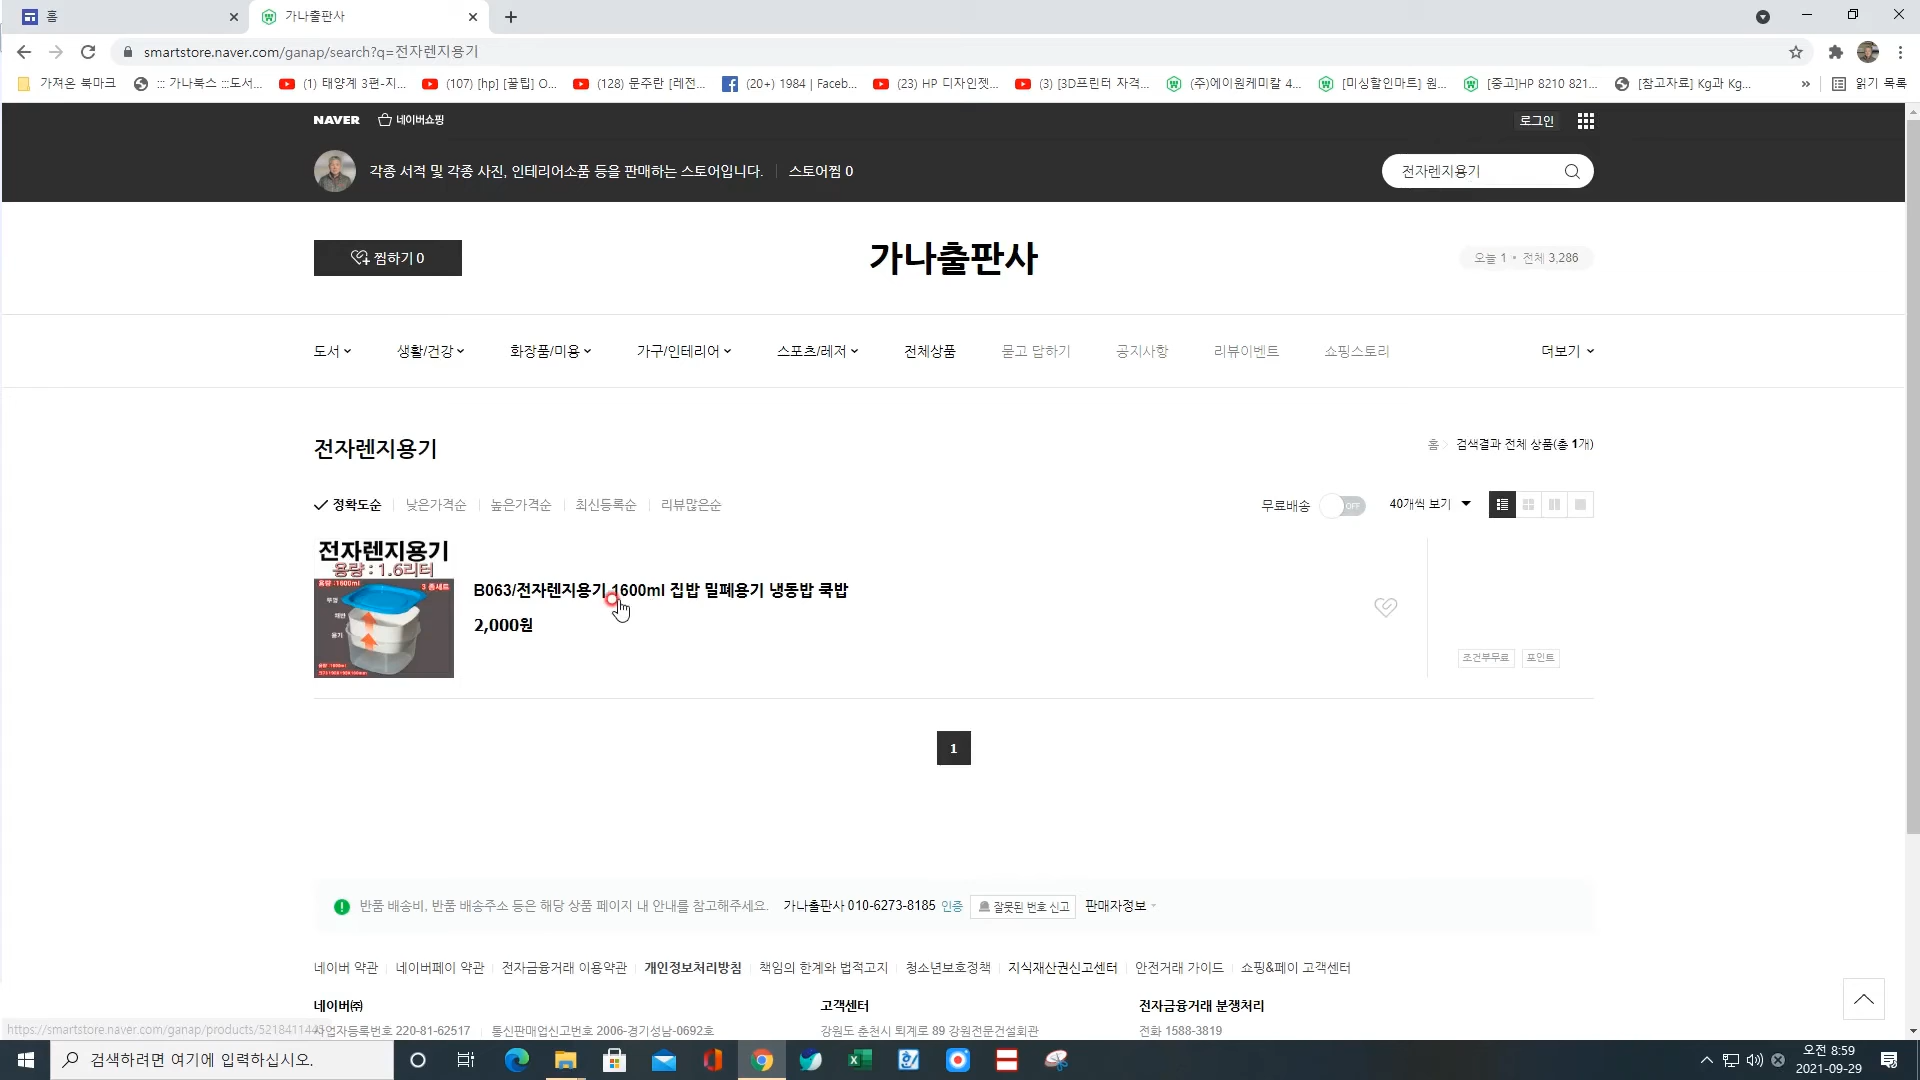 홈
가나출판사
smartstore.naver.com/ganap/search?q=전자렌지용기
가져온 북마크
::: 가나북스 :::도서...
(1) 태양계 3편-지...
(107) [hp] [꿀팁] O...
(128) 문주란 [레전...
(20+) 1984 | Faceb...
(23) HP 디자인젯...
(3) [3D프린터 자격...
(주)에이원케미칼 4...
[미싱할인마트] 원...
[중고]HP 8210 821...
[참고자료] Kg과 Kg...
»
읽기 목록
NAVER 네이버쇼핑
로그인
각종 서적 및 각종 사진, 인테리어소품 등을 판매하는 스토어입니다. 스토어찜 0
전자렌지용기
찜하기 0
가나출판사
오늘 1 • 전체 3,286
도서 생활/건강 화장품/미용 가구/인테리어 스포츠/레저 전체상품 묻고 답하기 공지사항 리뷰이벤트 쇼핑스토리 더보기
전자렌지용기
홈 검색결과 전체 상품(총 1개)
정확도순 낮은가격순 높은가격순 최신등록순 리뷰많은순
무료배송 OFF 40개씩 보기
전자렌지용기
용량 : 1.6리터
용량 : 1600ml
3 종세트
뚜껑
채반
용기
B063/전자렌지용기 1600ml 집밥 밀폐용기 냉동밥 쿡밥
2,000원
조건부무료 포인트
1
반품 배송비, 반품 배송주소 등은 해당 상품 페이지 내 안내를 참고해주세요. 가나출판사 010-6273-8185 인증 잘못된 번호 신고 판매자정보
네이버 약관 네이버페이 약관 전자금융거래 이용약관 개인정보처리방침 책임의 한계와 법적고지 청소년보호정책 지식재산권신고센터 안전거래 가이드 쇼핑&페이 고객센터
네이버㈜ 고객센터 전자금융거래 분쟁처리
사업자등록번호 220-81-62517 통신판매업신고번호 2006-경기성남-0692호 강원도 춘천시 퇴계로 89 강원전문건설회관 전화 1588-3819
검색하려면 여기에 입력하십시오.
오전 8:59
2021-09-29